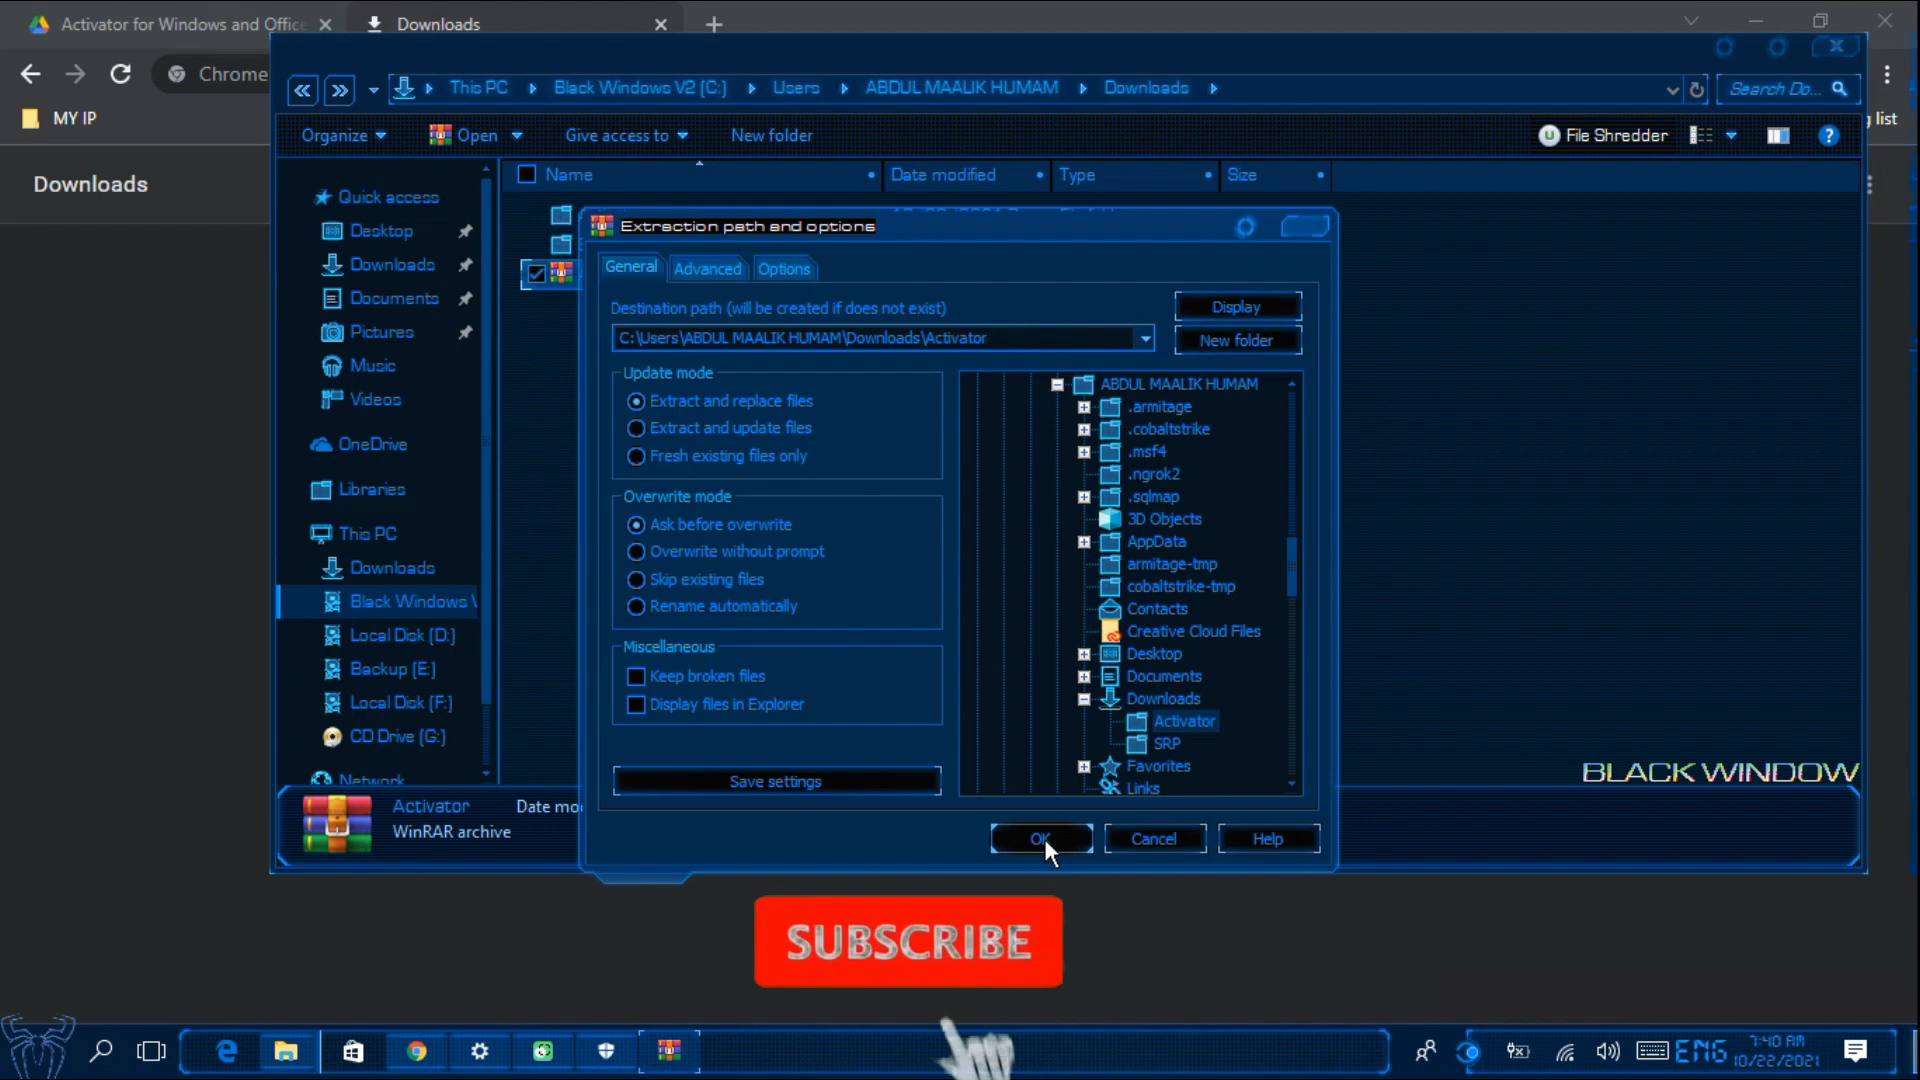 Activator for Windows and Office
Downloads
Chrome
MY IP
g list
Downloads
This PC
Black Windows V2 (C:)
Users
ABDUL MAALIK HUMAM
Downloads
Search Do...
Organize
Open
Give access to
New folder
File Shredder
Name
Date modified
Type
Size
Quick access
Desktop
Downloads
Documents
Pictures
Music
Videos
OneDrive
Libraries
This PC
Downloads
Black Windows V
Local Disk (D:)
Backup (E:)
Local Disk (F:)
CD Drive (G:)
Network
Extraction path and options
General
Advanced
Options
Destination path (will be created if does not exist)
C:\Users\ABDUL MAALIK HUMAM\Downloads\Activator
Display
New folder
Update mode
Extract and replace files
Extract and update files
Fresh existing files only
Overwrite mode
Ask before overwrite
Overwrite without prompt
Skip existing files
Rename automatically
Miscellaneous
Keep broken files
Display files in Explorer
Save settings
ABDUL MAALIK HUMAM
.armitage
.cobaltstrike
.msf4
.ngrok2
.sqlmap
3D Objects
AppData
armitage-tmp
cobaltstrike-tmp
Contacts
Creative Cloud Files
Desktop
Documents
Downloads
Activator
SRP
Favorites
Links
OK
Cancel
Help
BLACK WINDOW
Activator
Date mo
WinRAR archive
SUBSCRIBE
ENG
7:40 AM
10/22/2021